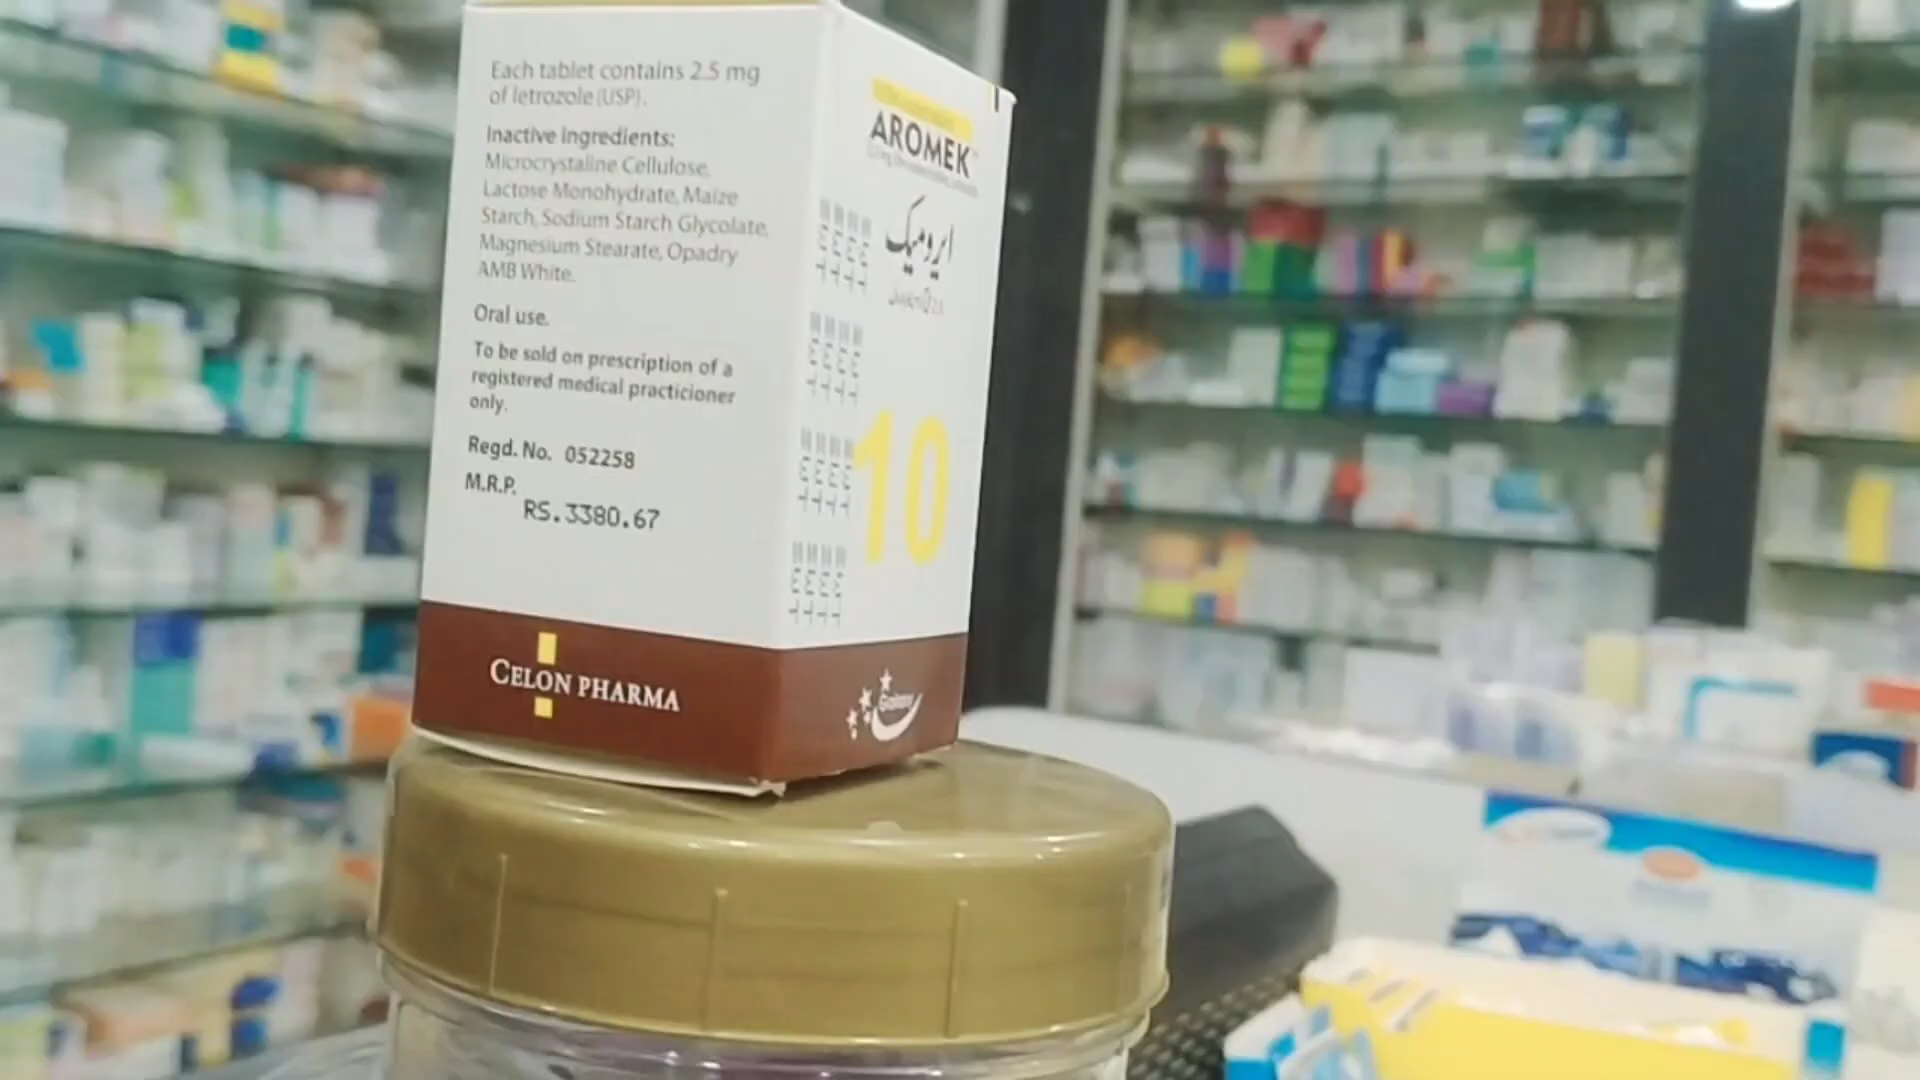 Each tablet contains 2.5 mg
of letrozole (USP).
Inactive ingredients:
Microcrystaline Cellulose,
Lactose Monohydrate, Maize
Starch, Sodium Starch Glycolate,
Magnesium Stearate, Opadry
AMB White.
Oral use.
To be sold on prescription of a
registered medical practicioner
only.
Regd. No. 052258
M.R.P.
RS.3380.67
CELON PHARMA
AROMEK
ایرومیک
10
Galaxy